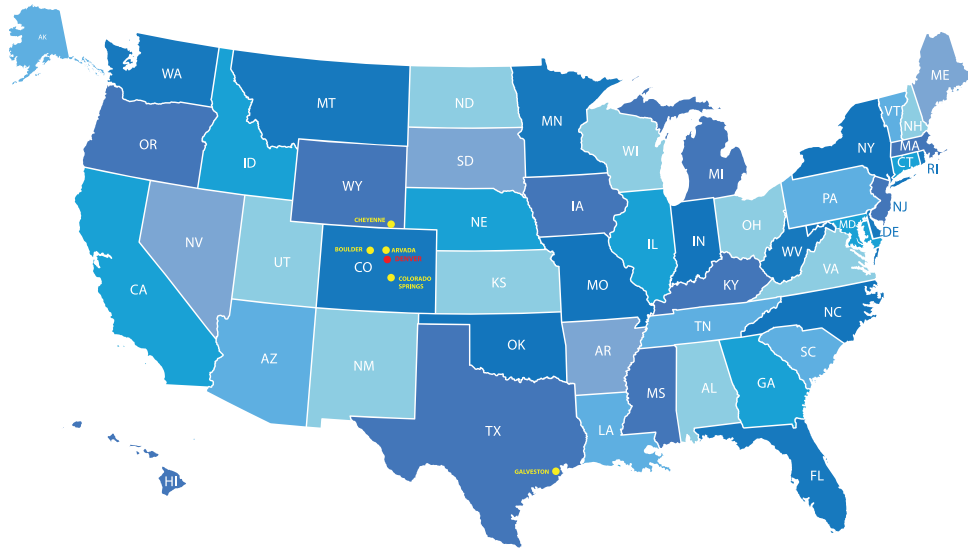 AK
WA
MT
ND
MN
ME
VT
NH
OR
ID
SD
WI
NY
MA
CT
RI
WY
MI
IA
PA
NJ
CHEYENNE
NE
OH
MD
DE
NV
UT
BOULDER
ARVADA
DENVER
CO
COLORADO
SPRINGS
IL
IN
WV
VA
CA
KS
MO
KY
NC
AZ
NM
OK
AR
TN
SC
MS
AL
GA
TX
LA
GALVESTON
FL
HI